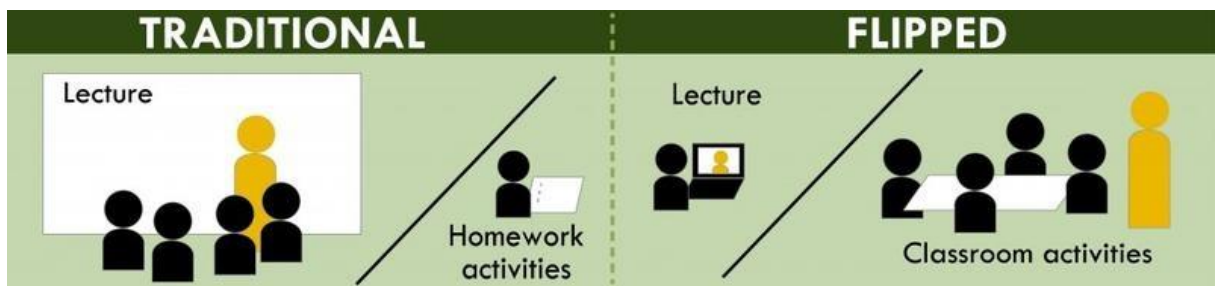 TRADITIONAL
Lecture
Homework
activities
FLIPPED
Lecture
Classroom activities